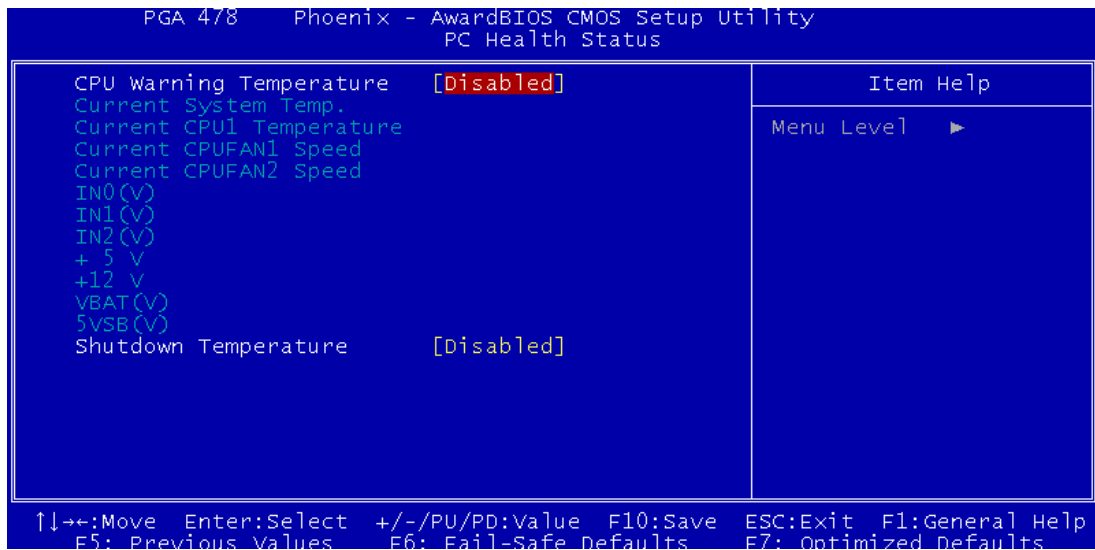 PGA 478 Phoenix - AwardBIOS CMOS Setup Utility
PC Health Status
CPU Warning Temperature [Disabled]
Current System Temp.
Current CPU1 Temperature
Current CPUFAN1 Speed
Current CPUFAN2 Speed
IN0(V)
IN1(V)
IN2(V)
+ 5 V
+12 V
VBAT(V)
5VSB(V)
Shutdown Temperature [Disabled]
Item Help
Menu Level ►
↑↓→←:Move Enter:Select +/-/PU/PD:Value F10:Save ESC:Exit F1:General Help
F5: Previous Values F6: Fail-Safe Defaults F7: Optimized Defaults